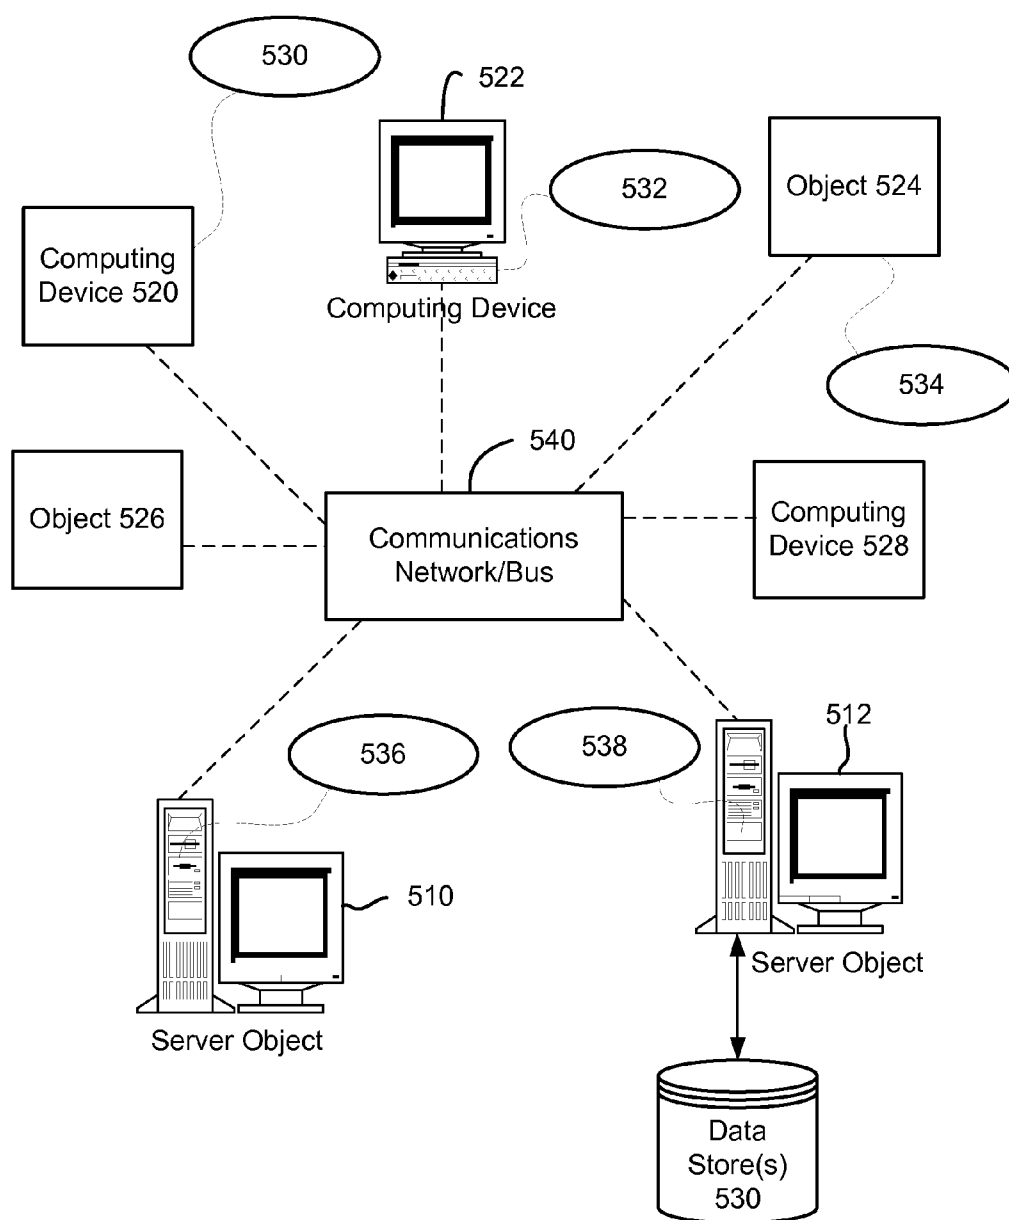 530
522
532
Object 524
Computing
Device 520
Computing Device
534
540
Object 526
Communications
Network/Bus
Computing
Device 528
536
538
512
510
Server Object
Server Object
Data
Store(s)
530